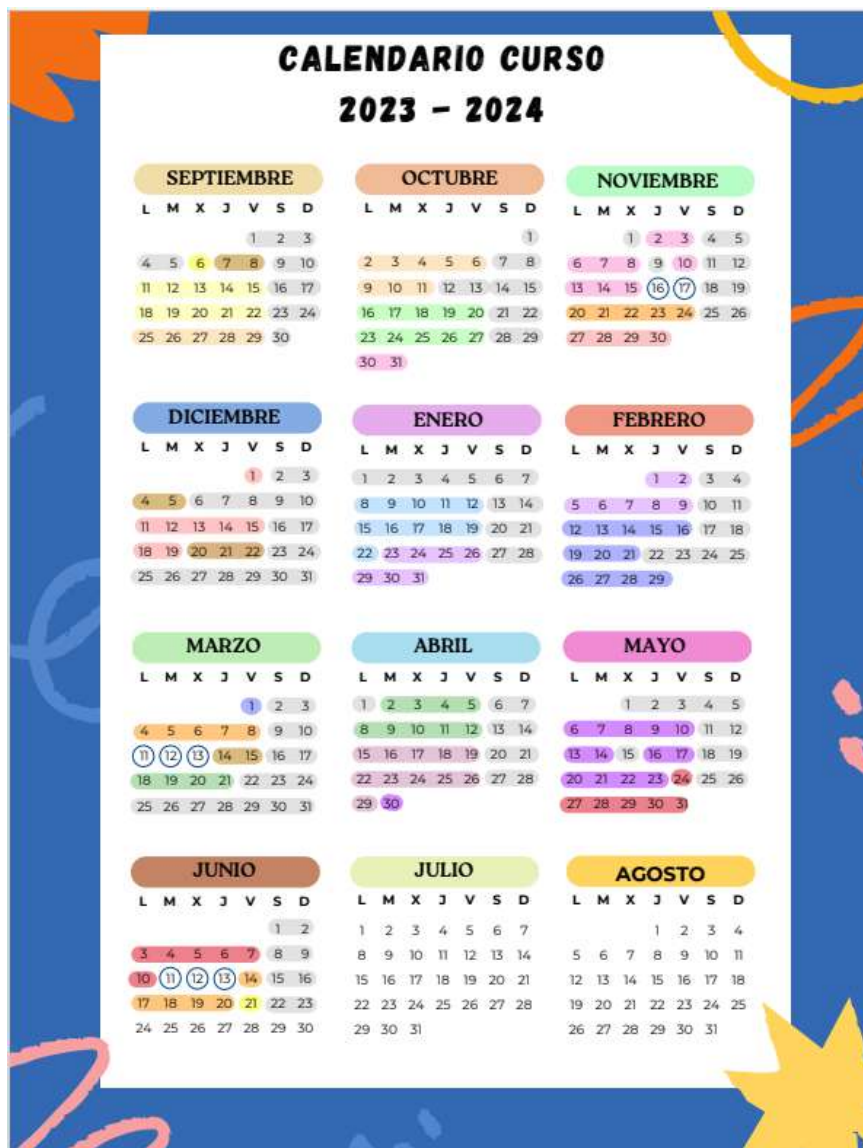 CALENDARIO CURSO
2023 - 2024
SEPTIEMBRE
L M X J V S D
1 2 3
4 5 6 7 8 9 10
11 12 13 14 15 16 17
18 19 20 21 22 23 24
25 26 27 28 29 30
OCTUBRE
L M X J V S D
1
2 3 4 5 6 7 8
9 10 11 12 13 14 15
16 17 18 19 20 21 22
23 24 25 26 27 28 29
30 31
NOVIEMBRE
L M X J V S D
1 2 3 4 5
6 7 8 9 10 11 12
13 14 15 16 17 18 19
20 21 22 23 24 25 26
27 28 29 30
DICIEMBRE
L M X J V S D
1 2 3
4 5 6 7 8 9 10
11 12 13 14 15 16 17
18 19 20 21 22 23 24
25 26 27 28 29 30 31
ENERO
L M X J V S D
1 2 3 4 5 6 7
8 9 10 11 12 13 14
15 16 17 18 19 20 21
22 23 24 25 26 27 28
29 30 31
FEBRERO
L M X J V S D
1 2 3 4
5 6 7 8 9 10 11
12 13 14 15 16 17 18
19 20 21 22 23 24 25
26 27 28 29
MARZO
L M X J V S D
1 2 3
4 5 6 7 8 9 10
11 12 13 14 15 16 17
18 19 20 21 22 23 24
25 26 27 28 29 30 31
ABRIL
L M X J V S D
1 2 3 4 5 6 7
8 9 10 11 12 13 14
15 16 17 18 19 20 21
22 23 24 25 26 27 28
29 30
MAYO
L M X J V S D
1 2 3 4 5
6 7 8 9 10 11 12
13 14 15 16 17 18 19
20 21 22 23 24 25 26
27 28 29 30 31
JUNIO
L M X J V S D
1 2
3 4 5 6 7 8 9
10 11 12 13 14 15 16
17 18 19 20 21 22 23
24 25 26 27 28 29 30
JULIO
L M X J V S D
1 2 3 4 5 6 7
8 9 10 11 12 13 14
15 16 17 18 19 20 21
22 23 24 25 26 27 28
29 30 31
AGOSTO
L M X J V S D
1 2 3 4
5 6 7 8 9 10 11
12 13 14 15 16 17 18
19 20 21 22 23 24 25
26 27 28 29 30 31